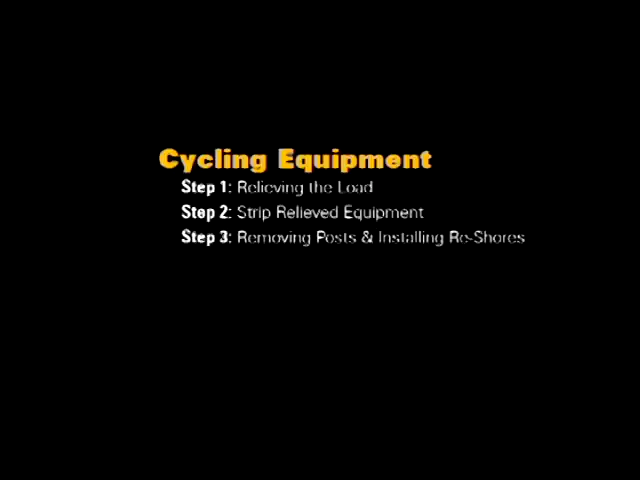 Cycling Equipment
Step 1: Relieving the Load
Step 2: Strip Relieved Equipment
Step 3: Removing Posts & Installing Re-Shores